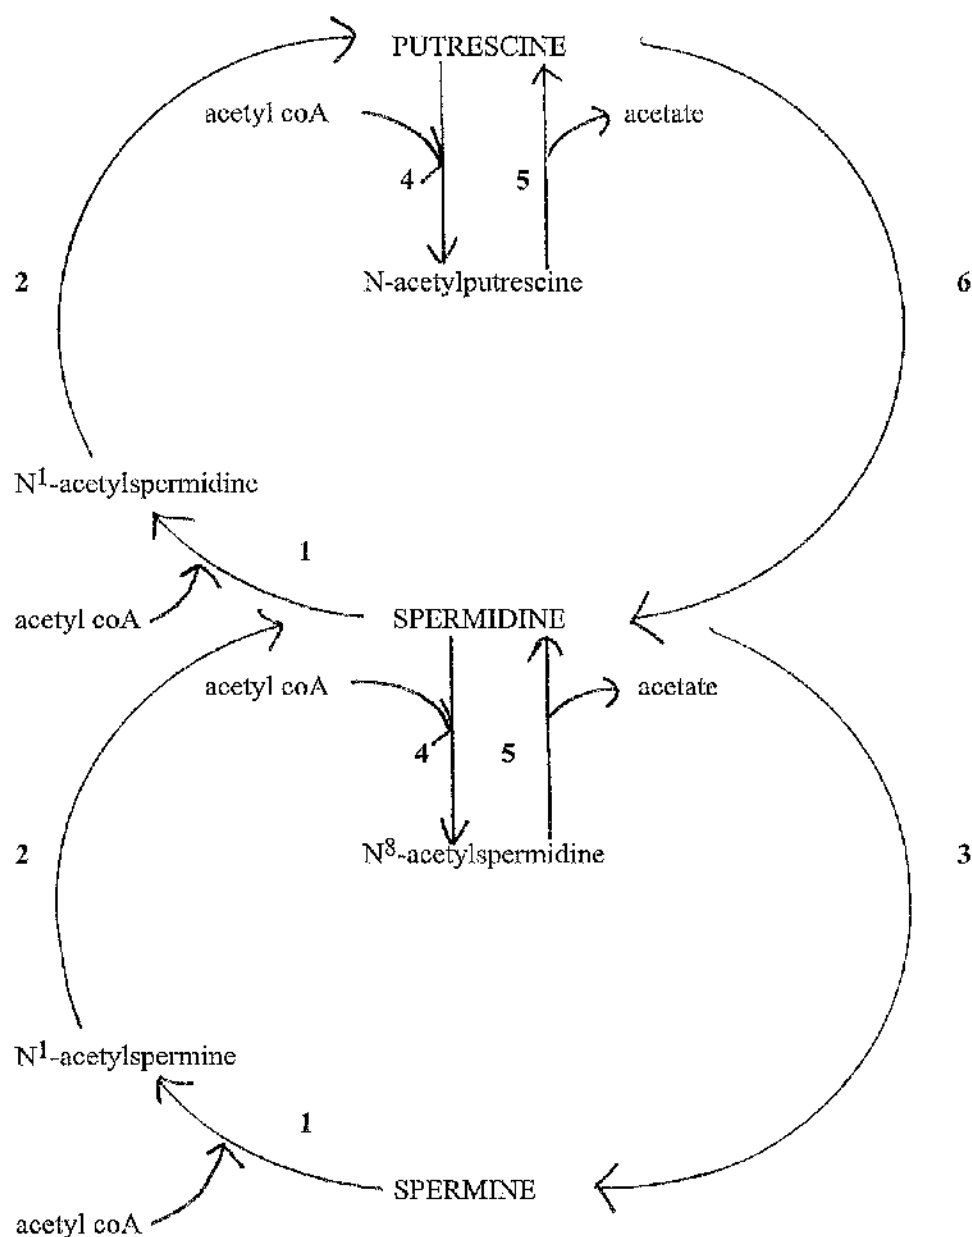 PUTRESCINE
acetyl coA
acetate
4
5
2
N-acetylputrescine
6
N1-acetylspermidine
1
acetyl coA
SPERMIDINE
acetyl coA
acetate
4
5
2
N8-acetylspermidine
3
N1-acetylspermine
1
SPERMINE
acetyl coA